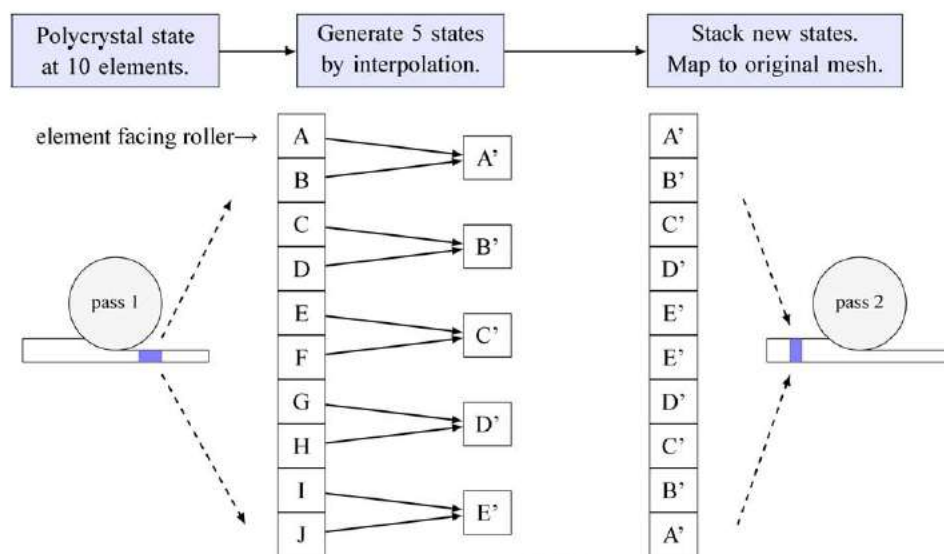 Polycrystal state
at 10 elements.
Generate 5 states
by interpolation.
Stack new states.
Map to original mesh.
element facing roller→
A
B
C
D
E
F
G
H
I
J
A’
B’
C’
D’
E’
A’
B’
C’
D’
E’
E’
D’
C’
B’
A’
pass 1
pass 2